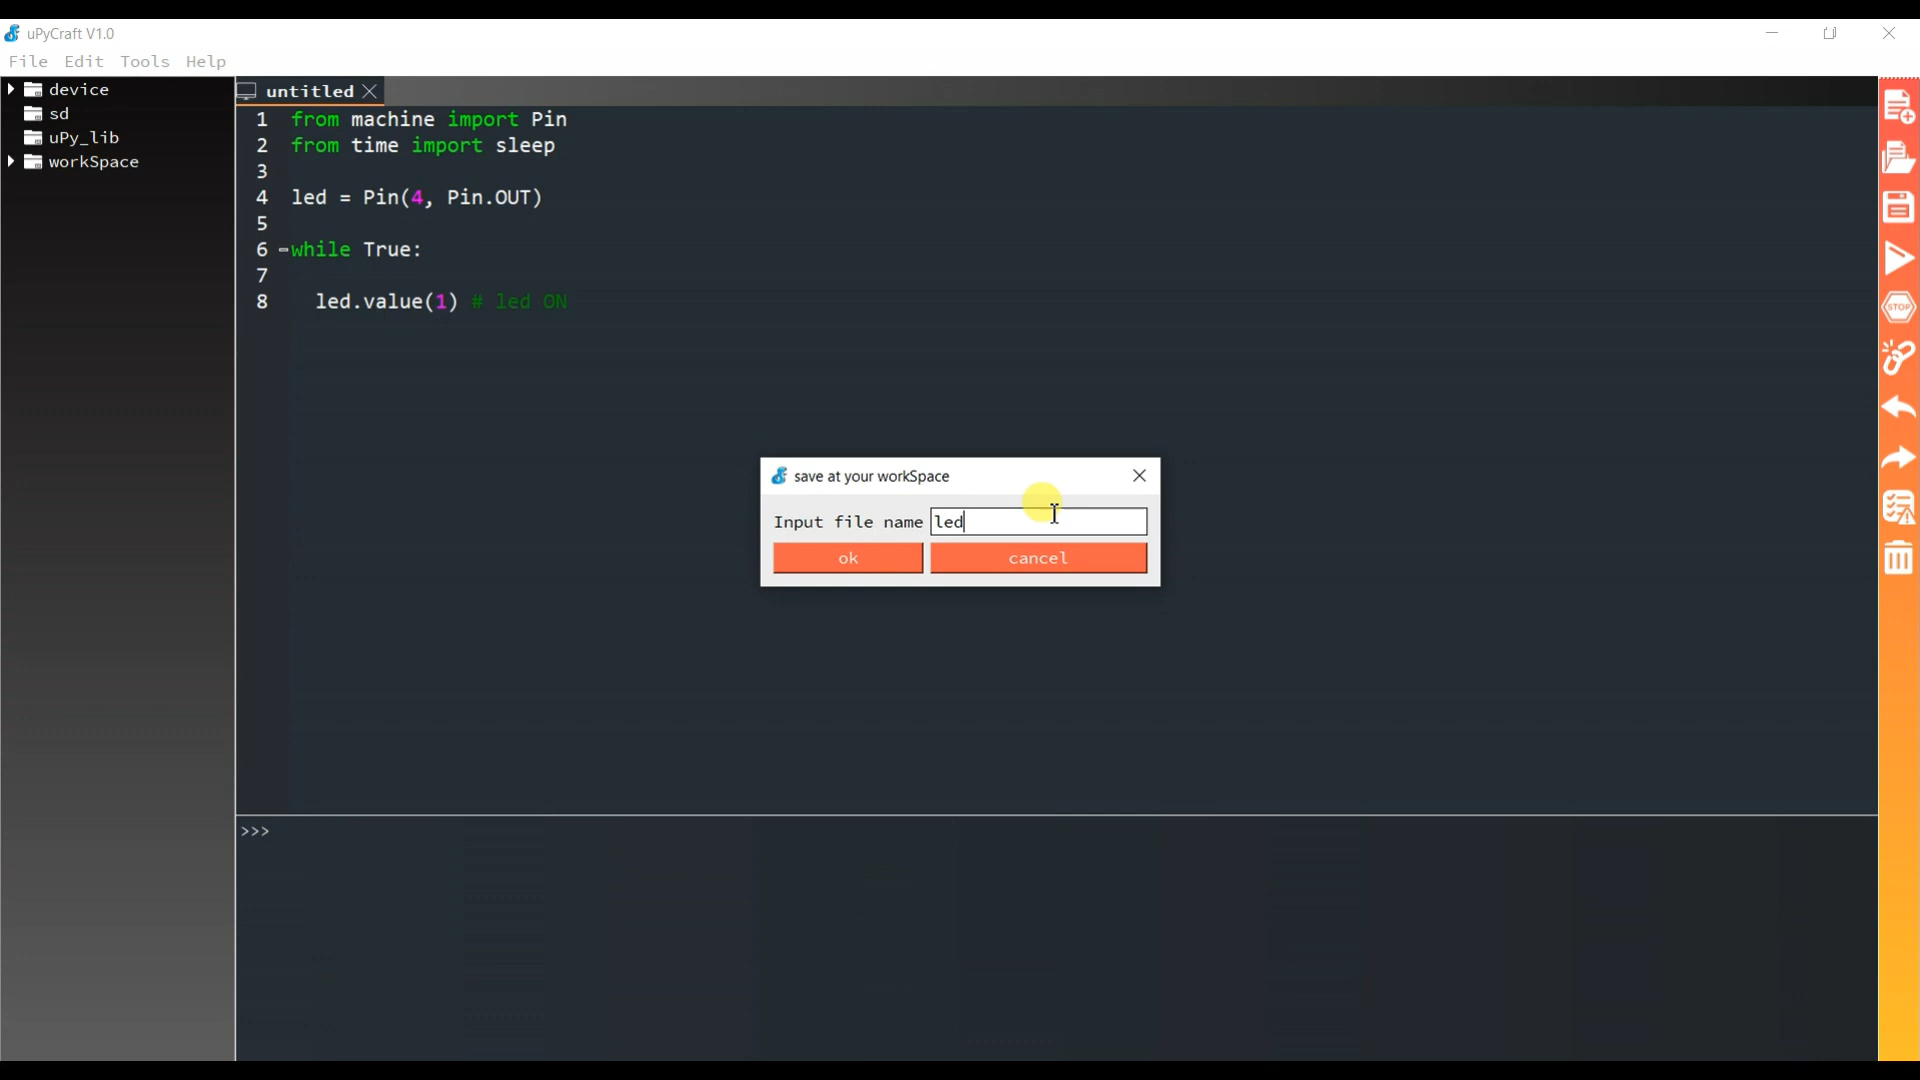 uPyCraft V1.0
File Edit Tools Help
device
sd
uPy_lib
workSpace
untitled
1 from machine import Pin
2 from time import sleep
3
4 led = Pin(4, Pin.OUT)
5
6 while True:
7
8 led.value(1) # led ON
save at your workSpace
Input file name led
ok cancel
>>>
STOP